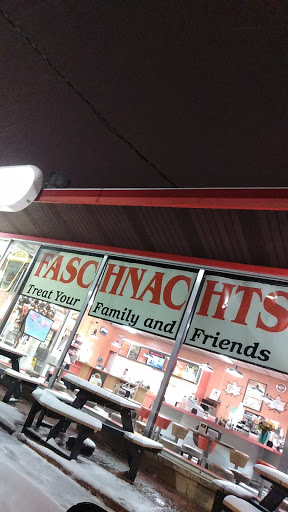 FASCHNACHTS
Treat Your Family and Friends